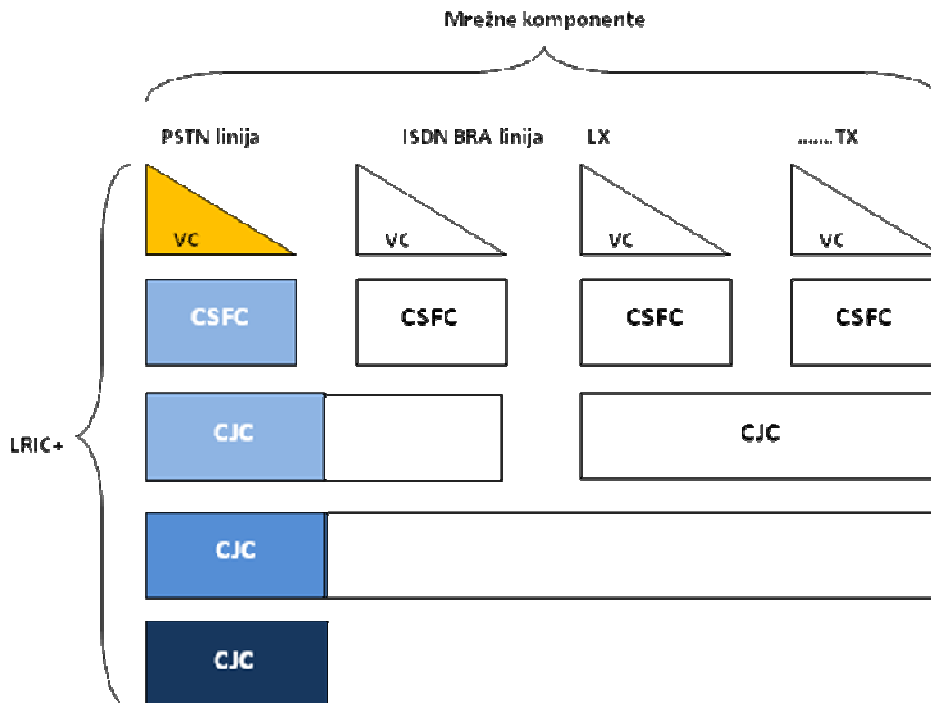 Mrežne komponente
PSTN linija ISDN BRA linija LX .......TX
VC VC VC VC
CSFC CSFC CSFC CSFC
CJC CJC
LRIC+
CJC
CJC